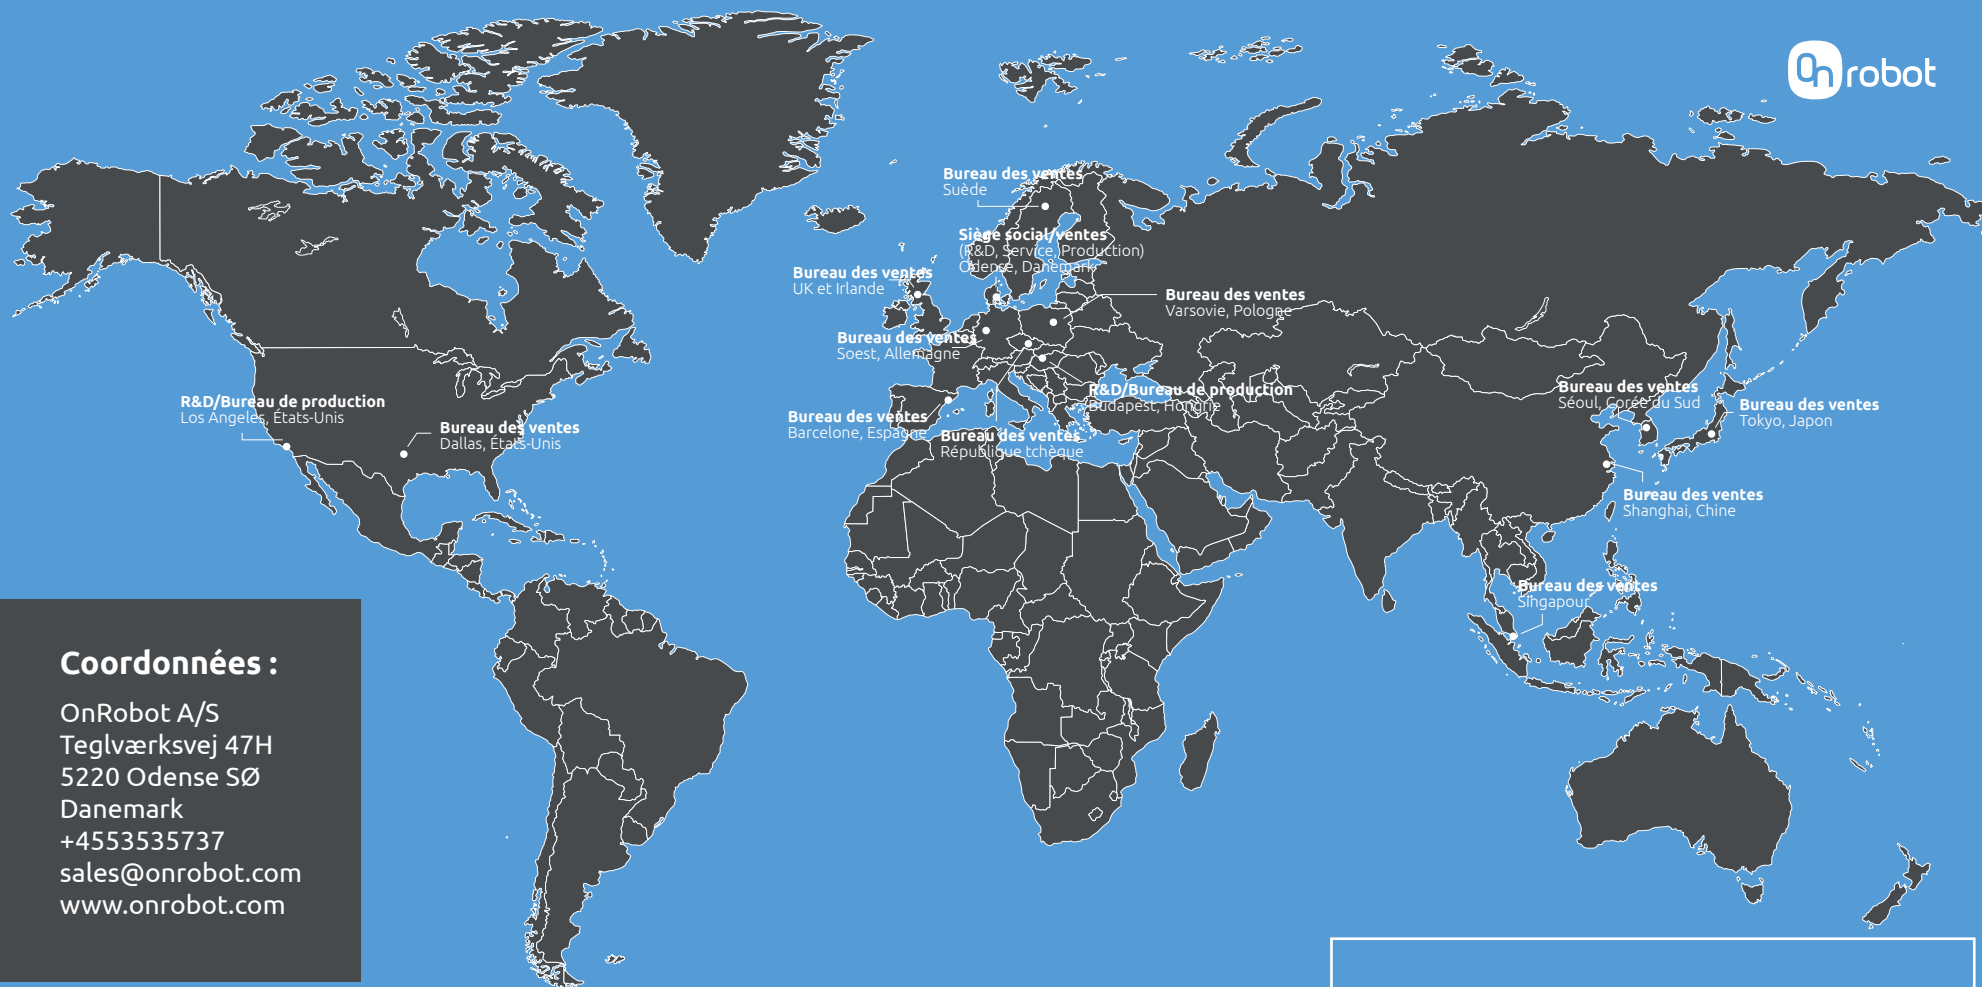 Onrobot
Bureau des ventes
Suède
Siège social/ventes
(R&D, Service, Production)
Odense, Danemark
Bureau des ventes
UK et Irlande
Bureau des ventes
Varsovie, Pologne
Bureau des ventes
Soest, Allemagne
R&D/Bureau de production
Budapest, Hongrie
Bureau des ventes
Barcelone, Espagne
Bureau des ventes
République tchèque
R&D/Bureau de production
Los Angeles, États-Unis
Bureau des ventes
Dallas, États-Unis
Bureau des ventes
Séoul, Corée du Sud
Bureau des ventes
Tokyo, Japon
Bureau des ventes
Shanghai, Chine
Bureau des ventes
Singapour
Coordonnées :
OnRobot A/S
Teglværksvej 47H
5220 Odense SØ
Danemark
+4553535737
sales@onrobot.com
www.onrobot.com